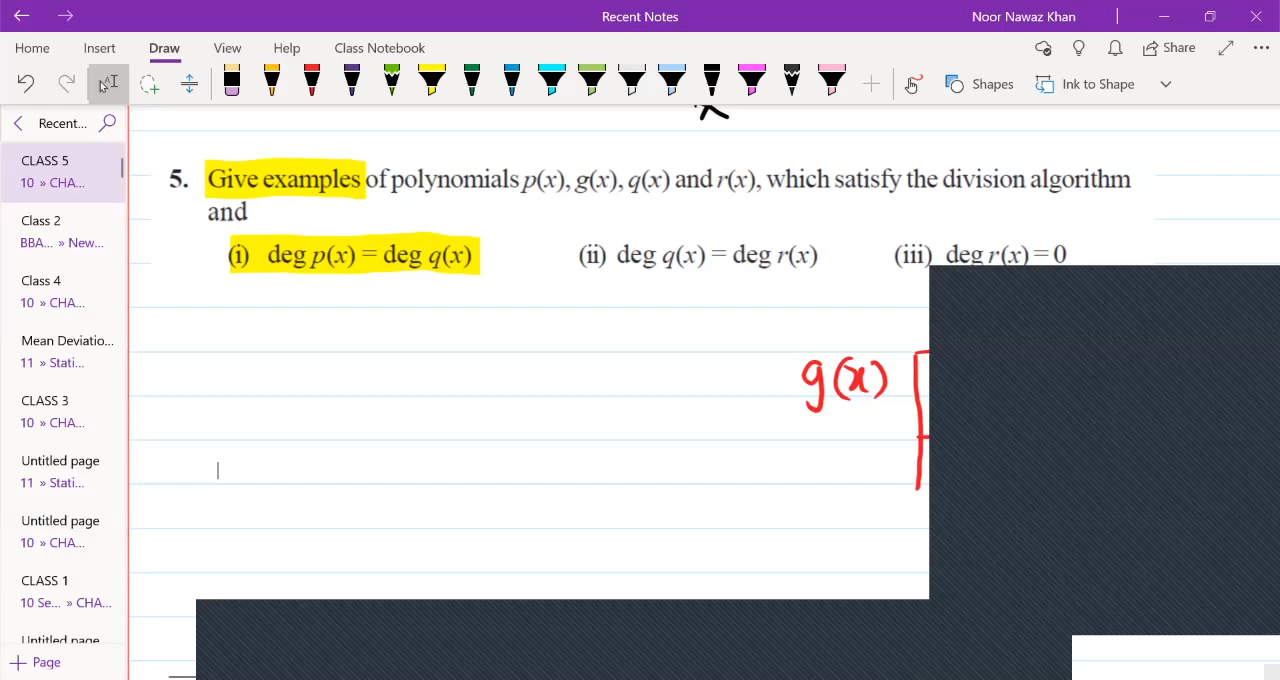 Recent Notes
Noor Nawaz Khan
Home Insert Draw View Help Class Notebook
Share
Shapes
Ink to Shape
Recent...
CLASS 5
10 » CHA...
Class 2
BBA... » New...
Class 4
10 » CHA...
Mean Deviatio...
11 » Stati...
CLASS 3
10 » CHA...
Untitled page
11 » Stati...
Untitled page
10 » CHA...
CLASS 1
10 Se... » CHA...
Untitled page
Page
5. Give examples of polynomials p(x), g(x), q(x) and r(x), which satisfy the division algorithm
and
(i) deg p(x) = deg q(x) (ii) deg q(x) = deg r(x) (iii) deg r(x) = 0
g(x)